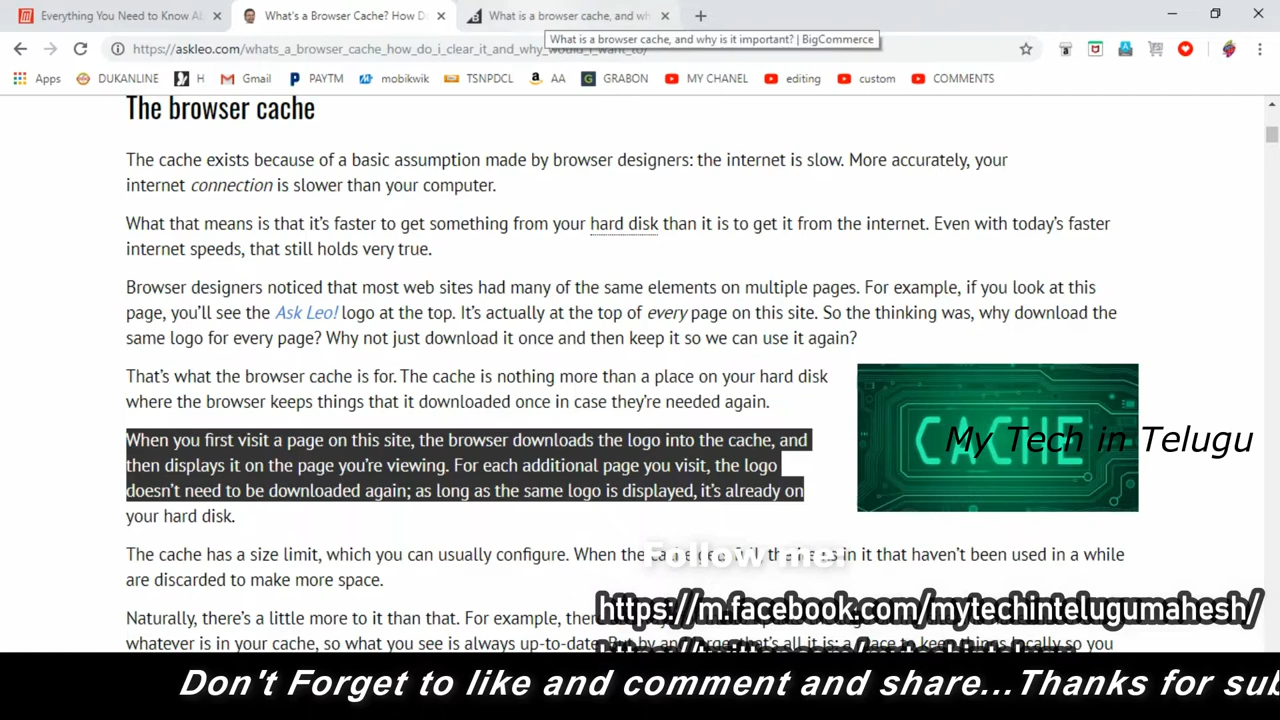 Everything You Need to Know Ab
What's a Browser Cache? How Do
What is a browser cache, and wh
https://askleo.com/whats_a_browser_cache_how_do_i_clear_it_and_why_would_i_want_to/
What is a browser cache, and why is it important? | BigCommerce
Apps DUKANLINE H Gmail PAYTM mobikwik TSNPDCL AA GRABON MY CHANEL editing custom COMMENTS
The browser cache
The cache exists because of a basic assumption made by browser designers: the internet is slow. More accurately, your
internet connection is slower than your computer.
What that means is that it's faster to get something from your hard disk than it is to get it from the internet. Even with today's faster
internet speeds, that still holds very true.
Browser designers noticed that most web sites had many of the same elements on multiple pages. For example, if you look at this
page, you'll see the Ask Leo! logo at the top. It's actually at the top of every page on this site. So the thinking was, why download the
same logo for every page? Why not just download it once and then keep it so we can use it again?
That's what the browser cache is for. The cache is nothing more than a place on your hard disk
where the browser keeps things that it downloaded once in case they're needed again.
CACHE
My Tech in Telugu
When you first visit a page on this site, the browser downloads the logo into the cache, and
then displays it on the page you're viewing. For each additional page you visit, the logo
doesn't need to be downloaded again; as long as the same logo is displayed, it's already on
your hard disk.
The cache has a size limit, which you can usually configure. When the in it that haven't been used in a while
Follow me:
are discarded to make more space.
https://m.facebook.com/mytechintelugumahesh/
Naturally, there's a little more to it than that. For example,
whatever is in your cache, so what you see is always up-to-date. But by and large, that's all it is: a place to keep things locally so you
Don't Forget to like and comment and share...Thanks for sub